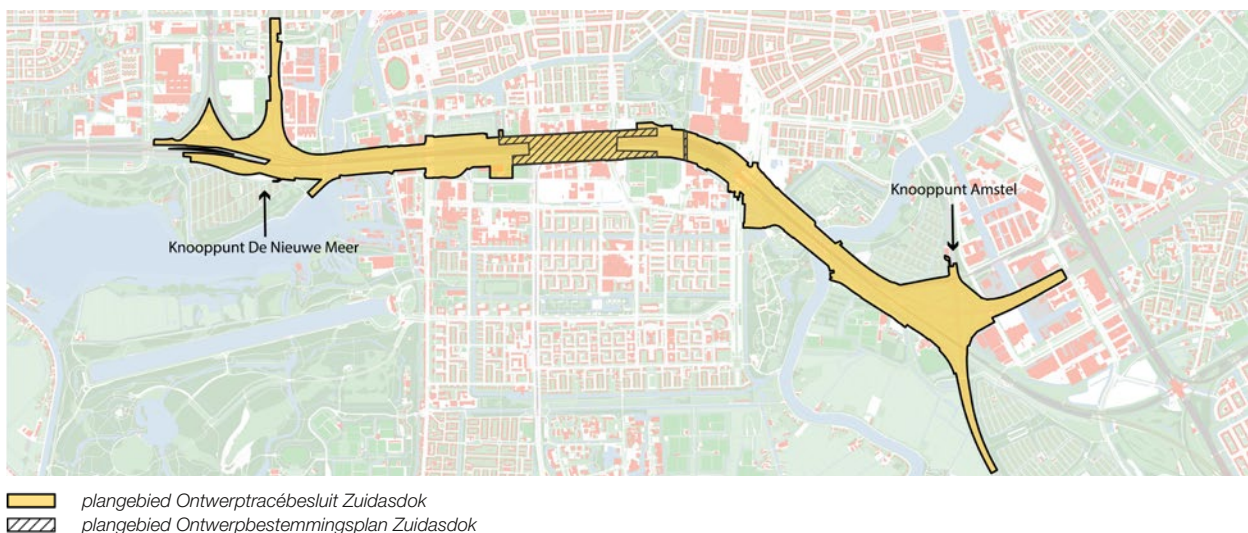 Knooppunt Amstel
Knooppunt De Nieuwe Meer
plangebied Ontwerptracébesluit Zuidasdok
plangebied Ontwerpbestemmingsplan Zuidasdok